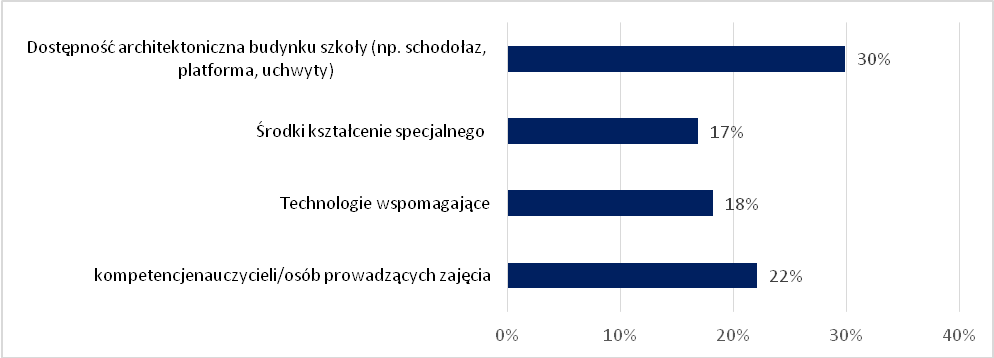 Dostępność architektoniczna budynku szkoły (np. schodołaz,
platforma, uchwyty)
30%
Środki kształcenie specjalnego
17%
Technologie wspomagające
18%
kompetencjenauczycieli/osób prowadzących zajęcia
22%
0% 10% 20% 30% 40%